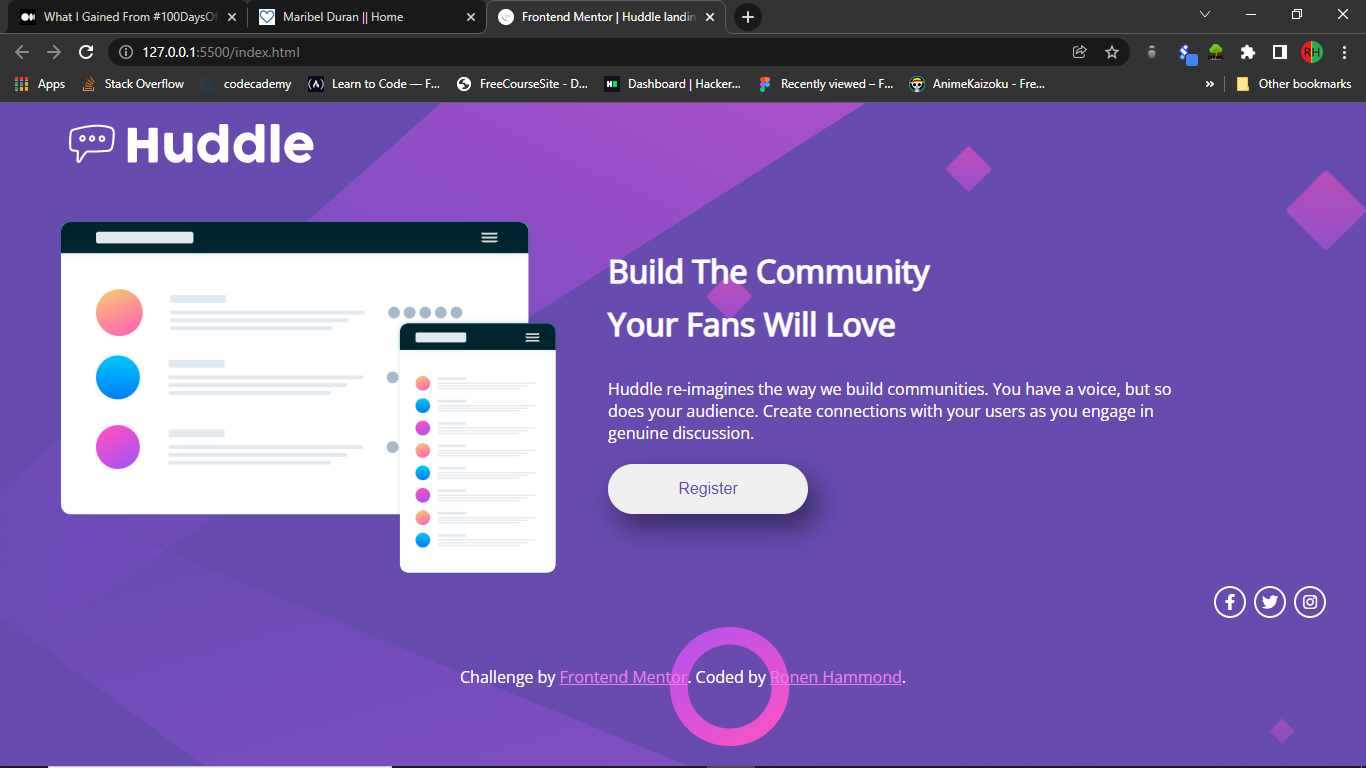 What I Gained From #100DaysOf
Maribel Duran || Home
Frontend Mentor | Huddle landin
127.0.0.1:5500/index.html
RH
Apps
Stack Overflow
codecademy
Learn to Code — F...
FreeCourseSite - D...
Dashboard | Hacker...
Recently viewed – F...
AnimeKaizoku - Fre...
»
Other bookmarks
Huddle
Build The Community
Your Fans Will Love
Huddle re-imagines the way we build communities. You have a voice, but so
does your audience. Create connections with your users as you engage in
genuine discussion.
Register
Challenge by Frontend Mentor. Coded by Ronen Hammond.